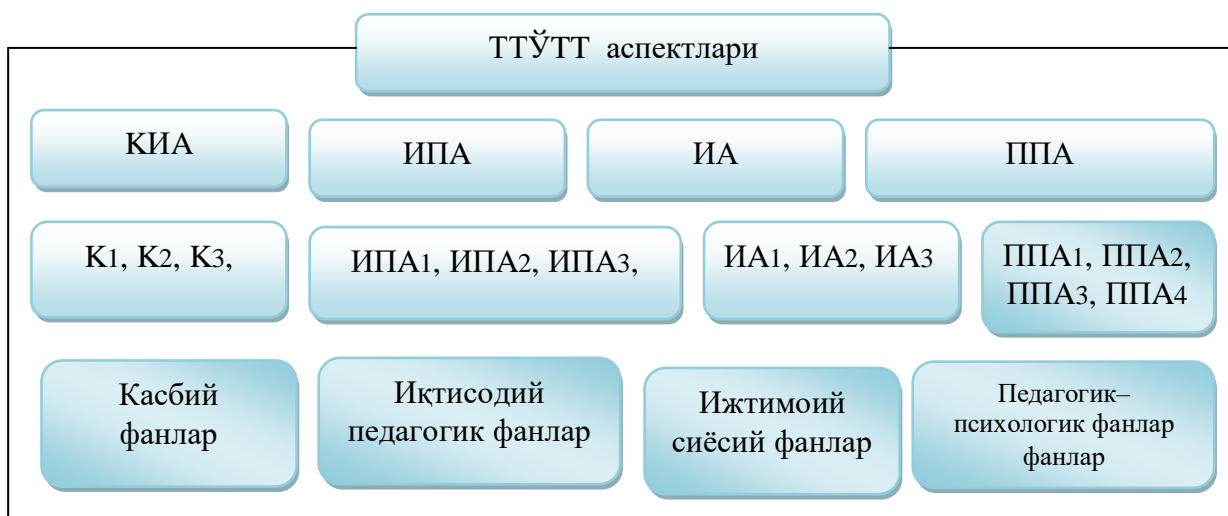 ТТЎТТ аспектлари
КИА
ИПА
ИА
ППА
К1, К2, К3,
ИПА1, ИПА2, ИПА3,
ИА1, ИА2, ИА3
ППА1, ППА2,
ППА3, ППА4
Касбий
фанлар
Иқтисодий
педагогик фанлар
Ижтимоий
сиёсий фанлар
Педагогик–
психологик фанлар
фанлар